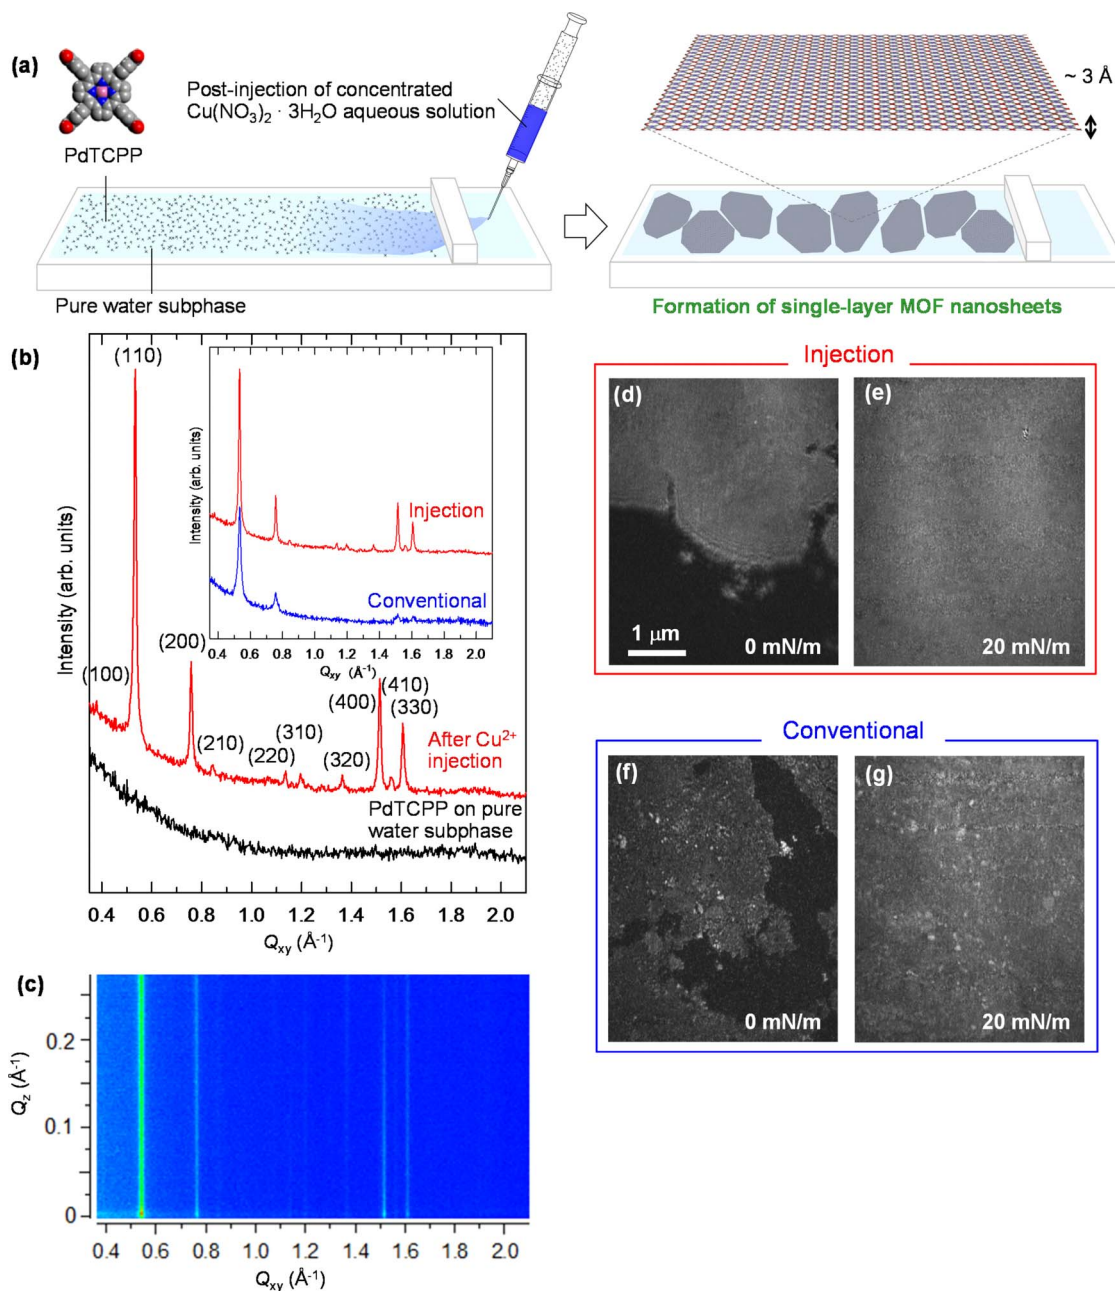 (a)
PdTCPP
Post-injection of concentrated
Cu(NO3)2 · 3H2O aqueous solution
~ 3 Å
Pure water subphase
Formation of single-layer MOF nanosheets
(b)
Intensity (arb. units)
(100)
(110)
(200)
(210)
(220)
(310)
(320)
(400)
(410)
(330)
After Cu2+
injection
PdTCPP on pure
water subphase
0.4 0.6 0.8 1.0 1.2 1.4 1.6 1.8 2.0
Qxy (Å-1)
Intensity (arb. units)
Injection
Conventional
0.4 0.6 0.8 1.0 1.2 1.4 1.6 1.8 2.0
Qxy (Å-1)
(c)
Qz (Å-1)
0.2
0.1
0
0.4 0.6 0.8 1.0 1.2 1.4 1.6 1.8 2.0
Qxy (Å-1)
Injection
(d)
1 μm
0 mN/m
(e)
20 mN/m
Conventional
(f)
0 mN/m
(g)
20 mN/m